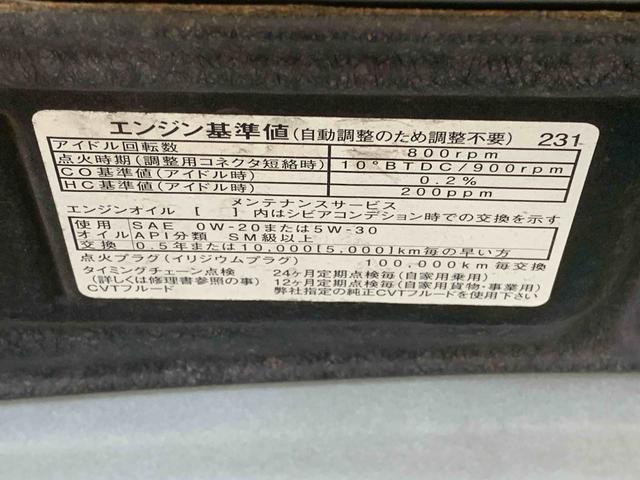 エンジン基準値(自動調整のため調整不要) 231
アイドル回転数 800rpm
点火時期(調整用コネクタ短絡時) 10°BTDC/900rpm
CO基準値(アイドル時) 0.2%
HC基準値(アイドル時) 200ppm
メンテナンスサービス
エンジンオイル [ ] 内はシビアコンデション時での交換を示す
使用 SAE 0W-20または5W-30
オイル API分類 SM級以上
交換 0.5年または10,000[5,000]km毎の早い方
点火プラグ(イリジウムプラグ) 100,000km毎交換
タイミングチェーン点検 24ヶ月定期点検毎(自家用乗用)
(詳しくは修理書参照の事) 12ヶ月定期点検毎(自家用貨物・事業用)
CVTフルード 弊社指定の純正CVTフルードを使用下さい